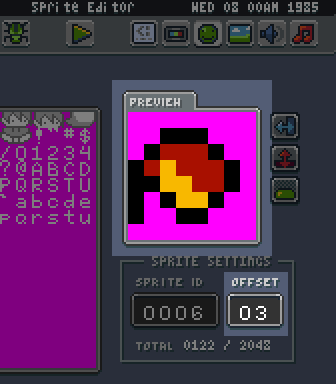 Sprite Editor WED 08 00AM 1985
PREVIEW
#$
/01234
?@ABCD
PQRSTU
`abcde
pqrstu
SPRITE SETTINGS
SPRITE ID OFFSET
0006 03
TOTAL 0122 / 2048